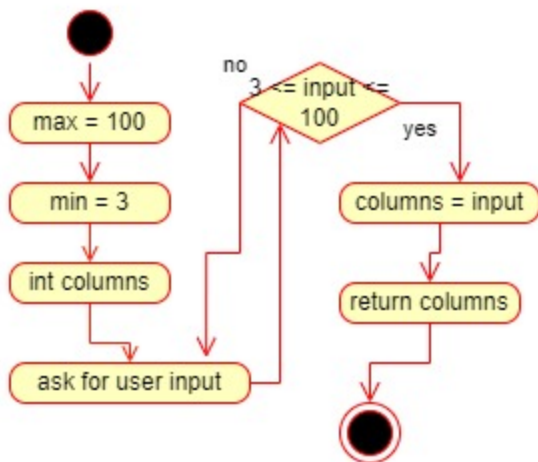 max = 100
min = 3
int columns
ask for user input
no
3 <= input <=
100
yes
columns = input
return columns